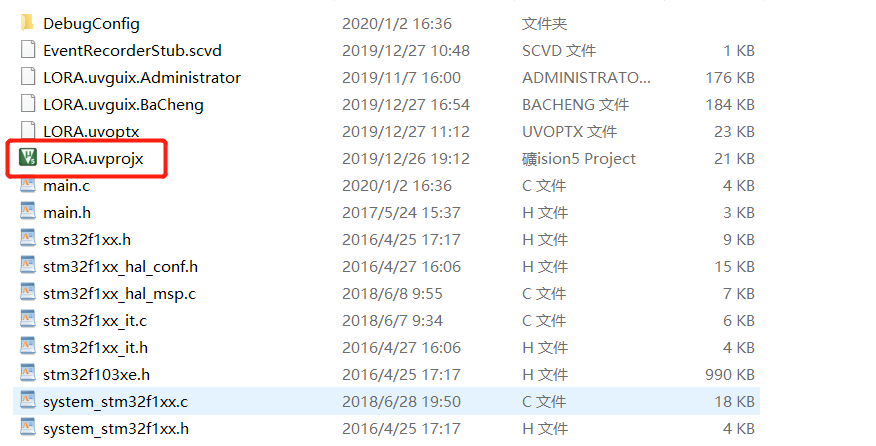 DebugConfig 2020/1/2 16:36 文件夹
EventRecorderStub.scvd 2019/12/27 10:48 SCVD 文件 1 KB
LORA.uvguix.Administrator 2019/11/7 16:00 ADMINISTRATO... 176 KB
LORA.uvguix.BaCheng 2019/12/27 16:54 BACHENG 文件 184 KB
LORA.uvoptx 2019/12/27 11:12 UVOPTX 文件 23 KB
LORA.uvprojx 2019/12/26 19:12 礦ision5 Project 21 KB
main.c 2020/1/2 16:36 C 文件 4 KB
main.h 2017/5/24 15:37 H 文件 3 KB
stm32f1xx.h 2016/4/25 17:17 H 文件 9 KB
stm32f1xx_hal_conf.h 2016/4/27 16:06 H 文件 15 KB
stm32f1xx_hal_msp.c 2018/6/8 9:55 C 文件 7 KB
stm32f1xx_it.c 2018/6/7 9:34 C 文件 6 KB
stm32f1xx_it.h 2016/4/27 16:06 H 文件 4 KB
stm32f103xe.h 2016/4/25 17:17 H 文件 990 KB
system_stm32f1xx.c 2018/6/28 19:50 C 文件 18 KB
system_stm32f1xx.h 2016/4/25 17:17 H 文件 4 KB